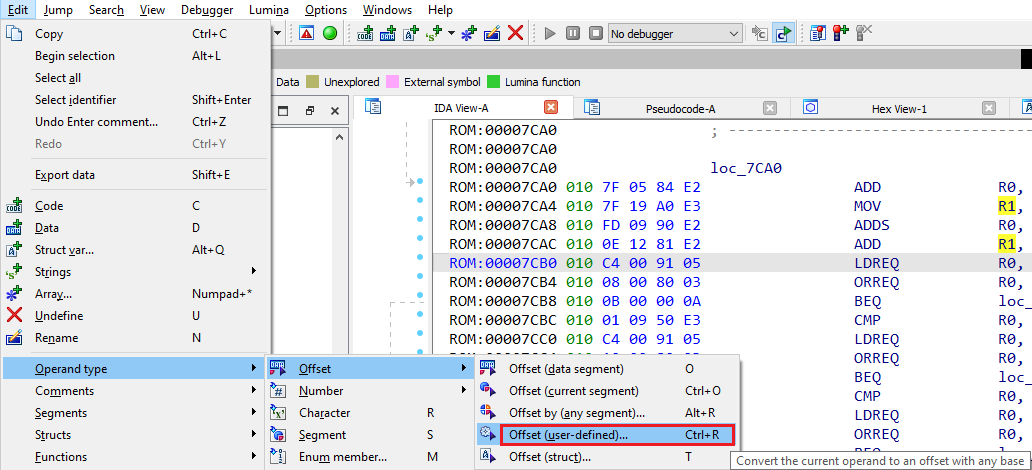 Edit Jump Search View Debugger Lumina Options Windows Help
Copy Ctrl+C
Begin selection Alt+L
Select all
Select identifier Shift+Enter
Undo Enter comment... Ctrl+Z
Redo Ctrl+Y
Export data Shift+E
Code C
Data D
Struct var... Alt+Q
Strings
Array... Numpad+*
Undefine U
Rename N
Operand type
Comments
Segments
Structs
Functions
Offset
Number
Character R
Segment S
Enum member... M
Offset (data segment) O
Offset (current segment) Ctrl+O
Offset by (any segment)... Alt+R
Offset (user-defined)... Ctrl+R
Offset (struct)... T
Convert the current operand to an offset with any base
No debugger
Data Unexplored External symbol Lumina function
IDA View-A Pseudocode-A Hex View-1
ROM:00007CA0 ; ---------------------------------------
ROM:00007CA0
ROM:00007CA0 loc_7CA0
ROM:00007CA0 010 7F 05 84 E2 ADD R0,
ROM:00007CA4 010 7F 19 A0 E3 MOV R1,
ROM:00007CA8 010 FD 09 90 E2 ADDS R0,
ROM:00007CAC 010 0E 12 81 E2 ADD R1,
ROM:00007CB0 010 C4 00 91 05 LDREQ R0,
ROM:00007CB4 010 08 00 80 03 ORREQ R0,
ROM:00007CB8 010 0B 00 00 0A BEQ loc_
ROM:00007CBC 010 01 09 50 E3 CMP R0,
ROM:00007CC0 010 C4 00 91 05 LDREQ R0,
ORREQ R0,
BEQ loc_
CMP R0,
LDREQ R0,
ORREQ R0,
BEQ loc_